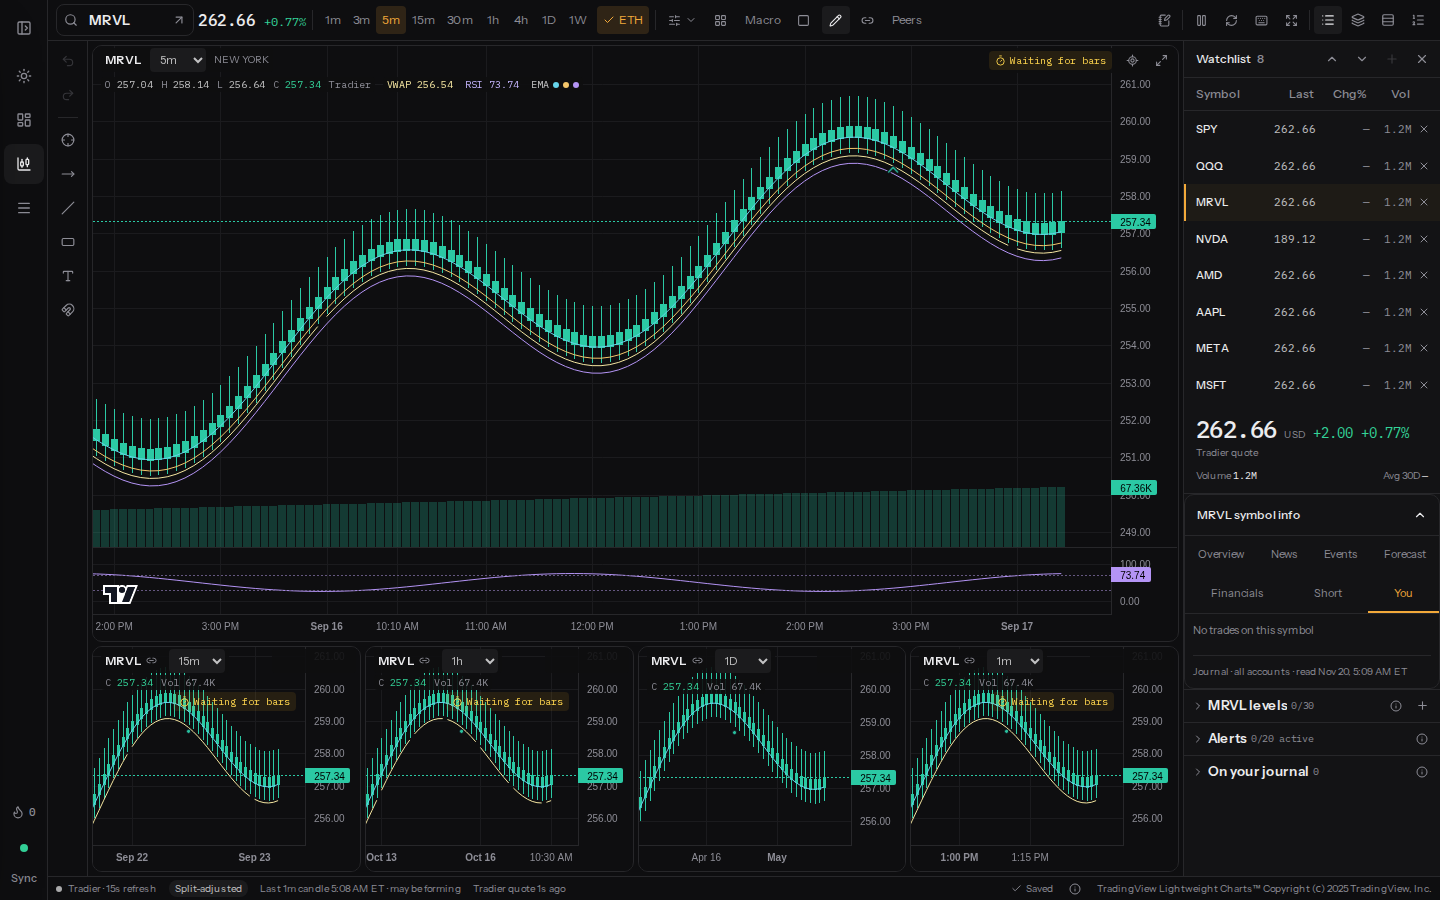 MRVL 262.66 +0.77% 1m 3m 5m 15m 30m 1h 4h 1D 1W ETH Macro Peers
MRVL 5m NEW YORK Waiting for bars
O 257.04 H 258.14 L 256.64 C 257.34 Tradier VWAP 256.54 RSI 73.74 EMA
261.00
260.00
259.00
258.00
257.34
257.00
256.00
255.00
254.00
253.00
252.00
251.00
67.36K
249.00
100.00
73.74
0.00
2:00 PM 3:00 PM Sep 16 10:10 AM 11:00 AM 12:00 PM 1:00 PM 2:00 PM 3:00 PM Sep 17
MRVL 15m
C 257.34 Vol 67.4K
Waiting for bars
261.00
260.00
259.00
258.00
257.34
257.00
256.00
Sep 22 Sep 23
MRVL 1h
C 257.34 Vol 67.4K
Waiting for bars
261.00
260.00
259.00
258.00
257.34
257.00
256.00
Oct 13 Oct 16 10:30 AM
MRVL 1D
C 257.34 Vol 67.4K
260.00
259.00
258.00
257.34
257.00
256.00
Apr 16 May
MRVL 1m
C 257.34 Vol 67.4K
Waiting for bars
261.00
260.00
259.00
258.00
257.34
257.00
256.00
1:00 PM 1:15 PM
Watchlist 8
Symbol Last Chg% Vol
SPY 262.66 — 1.2M
QQQ 262.66 — 1.2M
MRVL 262.66 — 1.2M
NVDA 189.12 — 1.2M
AMD 262.66 — 1.2M
AAPL 262.66 — 1.2M
META 262.66 — 1.2M
MSFT 262.66 — 1.2M
262.66 USD +2.00 +0.77%
Tradier quote
Volume 1.2M Avg 30D —
MRVL symbol info
Overview News Events Forecast
Financials Short You
No trades on this symbol
Journal · all accounts · read Nov 20, 5:09 AM ET
MRVL levels 0/30
Alerts 0/20 active
On your journal 0
0
Sync
Tradier · 15s refresh Split-adjusted Last 1m candle 5:08 AM ET · may be forming Tradier quote 1s ago Saved TradingView Lightweight Charts™ Copyright (c) 2025 TradingView, Inc.